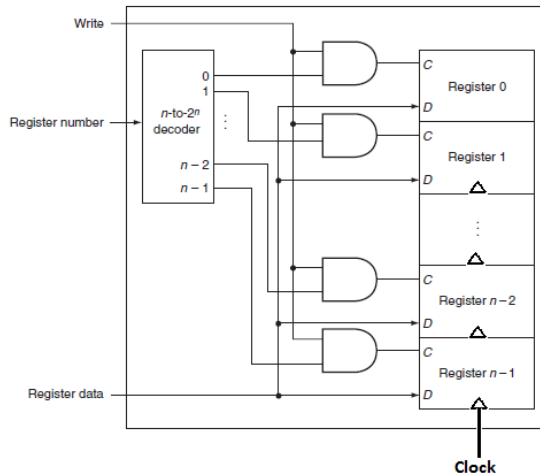 Write
0
1
n-to-2ⁿ
decoder
⋮
Register number
n – 2
n – 1
C
Register 0
D
C
Register 1
D
⋮
C
Register n – 2
D
C
Register n – 1
D
Register data
Clock